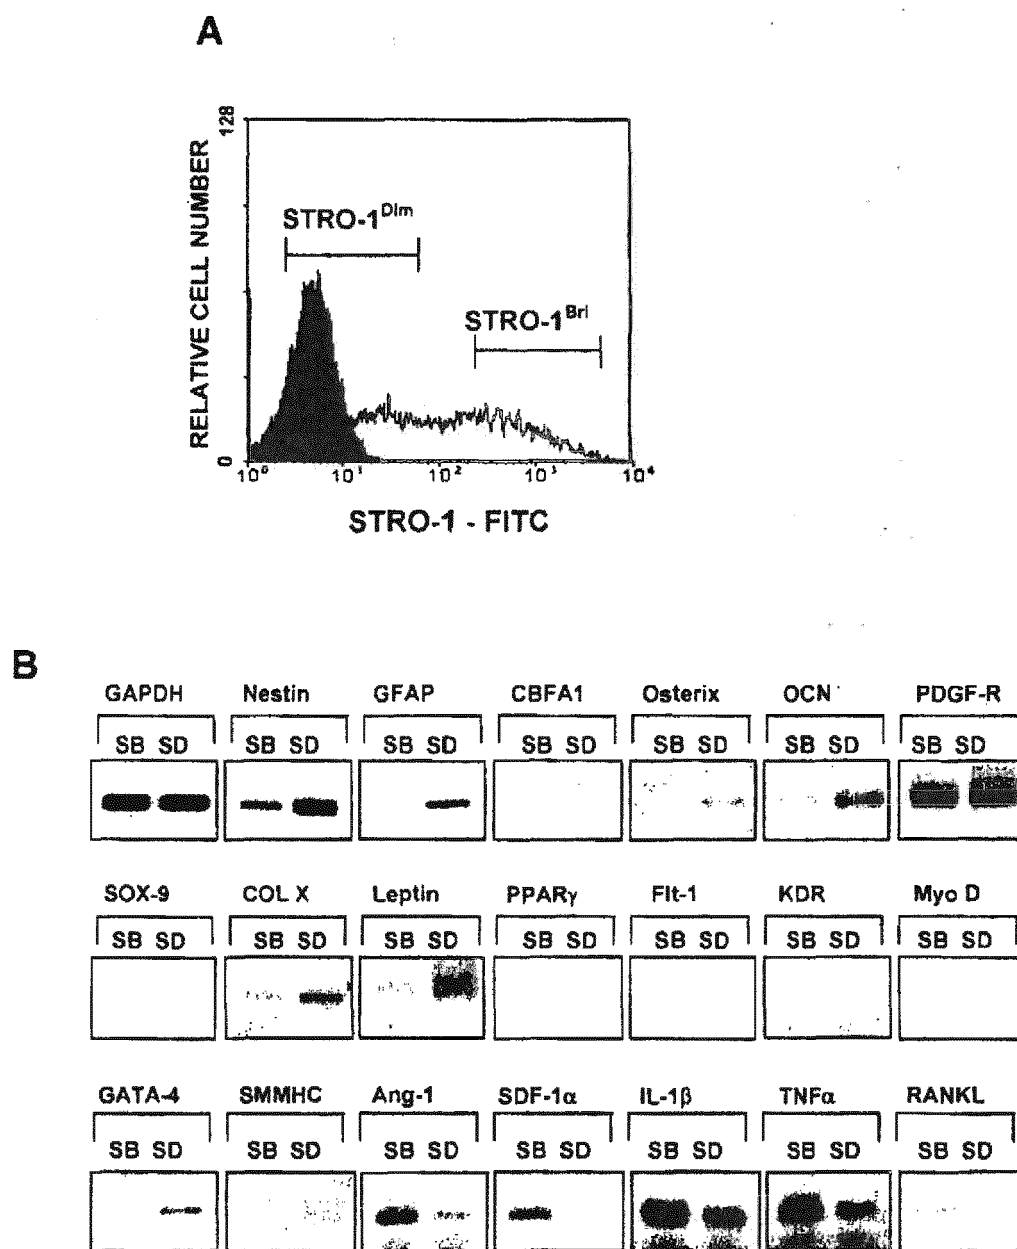 A
128
RELATIVE CELL NUMBER
STRO-1Dim
STRO-1Bri
0
10⁰ 10¹ 10² 10³ 10⁴
STRO-1 - FITC
B
GAPDH Nestin GFAP CBFA1 Osterix OCN PDGF-R
SB SD SB SD SB SD SB SD SB SD SB SD SB SD
SOX-9 COL X Leptin PPARγ Flt-1 KDR Myo D
SB SD SB SD SB SD SB SD SB SD SB SD SB SD
GATA-4 SMMHC Ang-1 SDF-1α IL-1β TNFα RANKL
SB SD SB SD SB SD SB SD SB SD SB SD SB SD